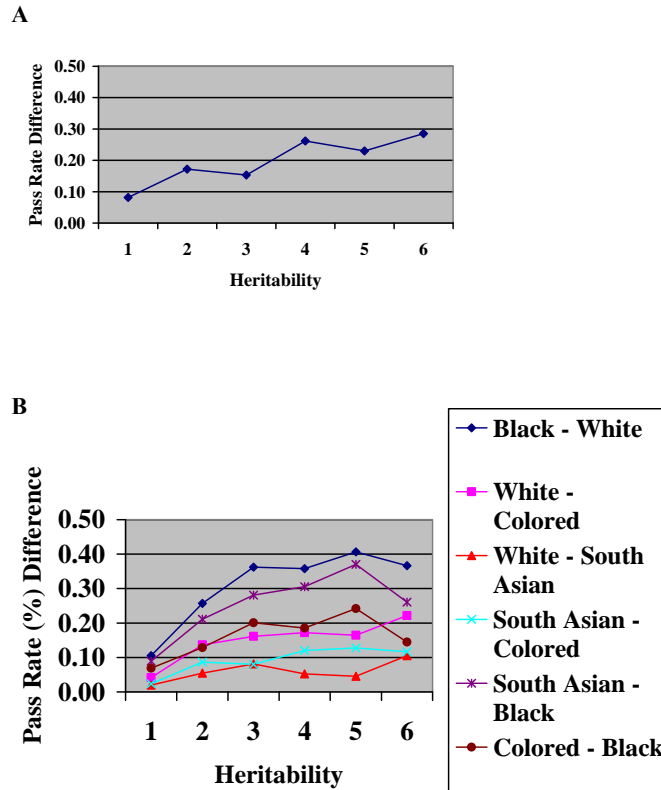 A
0.50
0.40
0.30
0.20
0.10
0.00
Pass Rate Difference
1 2 3 4 5 6
Heritability
B
0.50
0.40
0.30
0.20
0.10
0.00
Pass Rate (%) Difference
1 2 3 4 5 6
Heritability
Black - White
White -
Colored
White - South
Asian
South Asian -
Colored
South Asian -
Black
Colored - Black